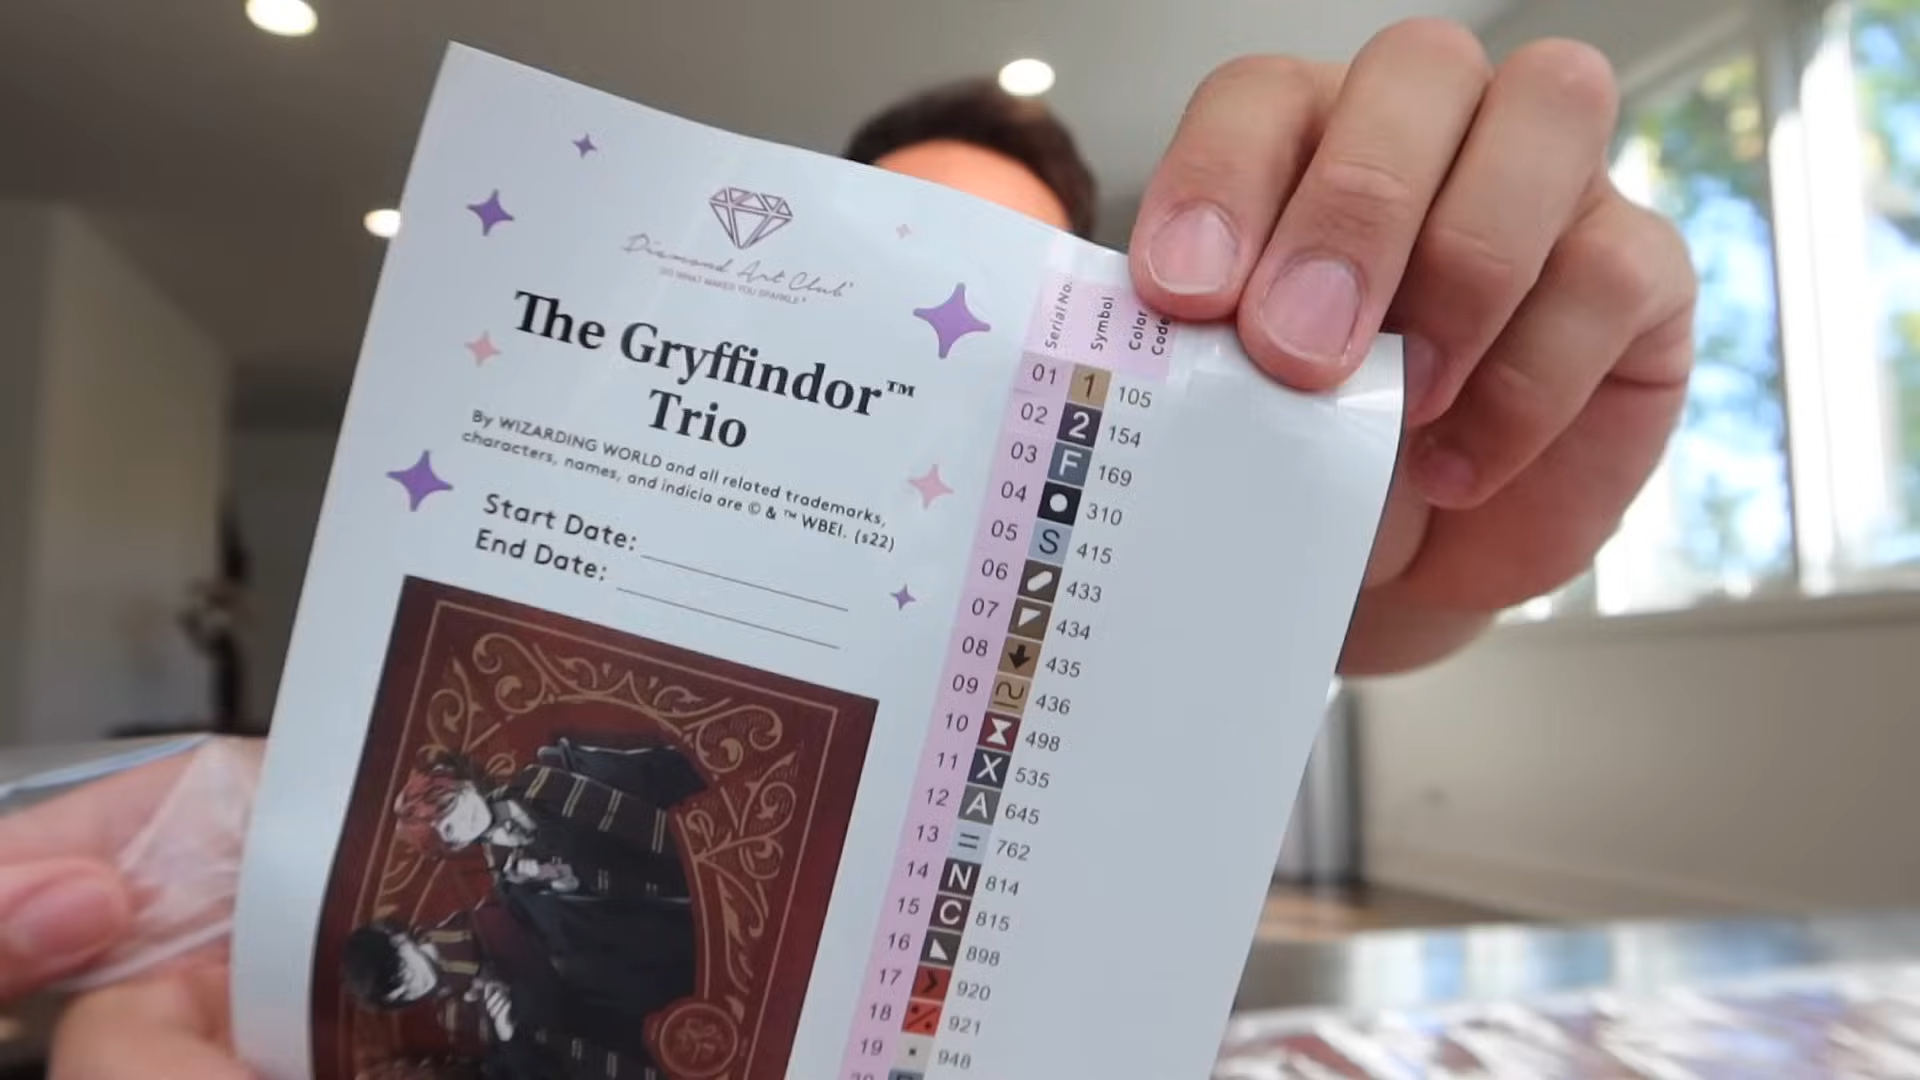 Diamond Art Club
DO WHAT MAKES YOU SPARKLE
The Gryffindor™
Trio
By WIZARDING WORLD and all related trademarks,
characters, names, and indicia are © & ™ WBEI. (s22)
Start Date:
End Date:
Serial No. Symbol Color Code
01 1 105
02 2 154
03 F 169
04 310
05 S 415
06 433
07 434
08 435
09 436
10 498
11 X 535
12 A 645
13 = 762
14 N 814
15 C 815
16 898
17 920
18 921
19 948